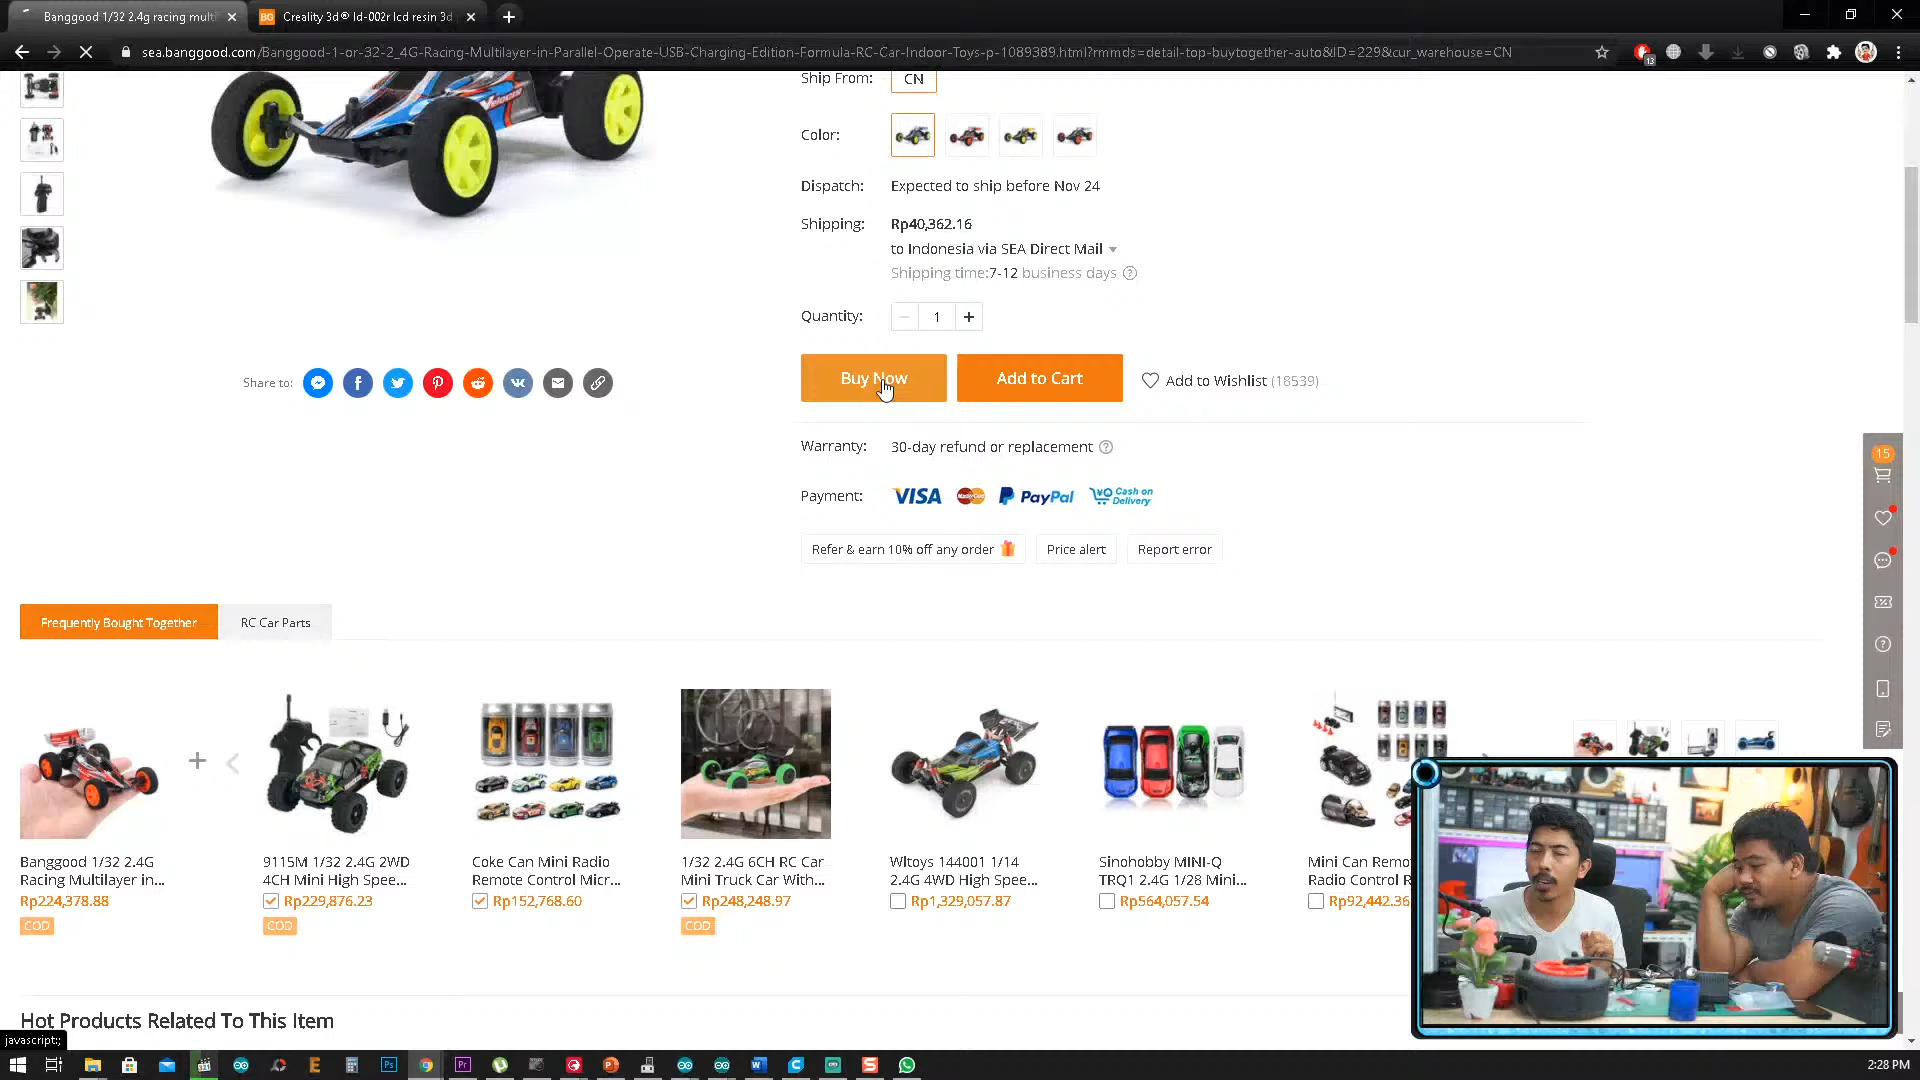 Banggood 1/32 2.4g racing multi
BG
Creality 3d® ld-002r lcd resin 3d
sea.banggood.com/Banggood-1-or-32-2_4G-Racing-Multilayer-in-Parallel-Operate-USB-Charging-Edition-Formula-RC-Car-Indoor-Toys-p-1089389.html?rmmds=detail-top-buytogether-auto&ID=229&cur_warehouse=CN
13
Ship From: CN
Color:
Dispatch: Expected to ship before Nov 24
Shipping: Rp40,362.16
to Indonesia via SEA Direct Mail
Shipping time:7-12 business days
Quantity: 1
Share to:
Buy Now
Add to Cart
Add to Wishlist (18539)
Warranty: 30-day refund or replacement
15
Payment: VISA MasterCard PayPal Cash on Delivery
Refer & earn 10% off any order
Price alert
Report error
Frequently Bought Together
RC Car Parts
Banggood 1/32 2.4G
Racing Multilayer in...
Rp224,378.88
COD
9115M 1/32 2.4G 2WD
4CH Mini High Spee...
Rp229,876.23
COD
Coke Can Mini Radio
Remote Control Micr...
Rp152,768.60
1/32 2.4G 6CH RC Car
Mini Truck Car With...
Rp248,248.97
COD
Wltoys 144001 1/14
2.4G 4WD High Spee...
Rp1,329,057.87
Sinohobby MINI-Q
TRQ1 2.4G 1/28 Mini...
Rp564,057.54
Mini Can Remo
Radio Control R
Rp92,442.36
Hot Products Related To This Item
javascript:;
2:28 PM